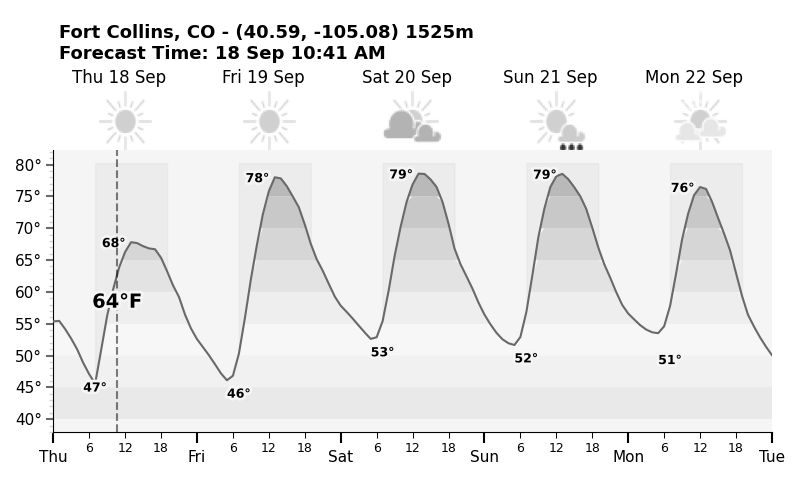 Fort Collins, CO - (40.59, -105.08) 1525m
Forecast Time: 18 Sep 10:41 AM
Thu 18 Sep Fri 19 Sep Sat 20 Sep Sun 21 Sep Mon 22 Sep
80°
75°
70°
65°
60°
55°
50°
45°
40°
68° 78° 79° 79° 76°
64°F
47° 46° 53° 52° 51°
6 12 18 6 12 18 6 12 18 6 12 18 6 12 18
Thu Fri Sat Sun Mon Tue